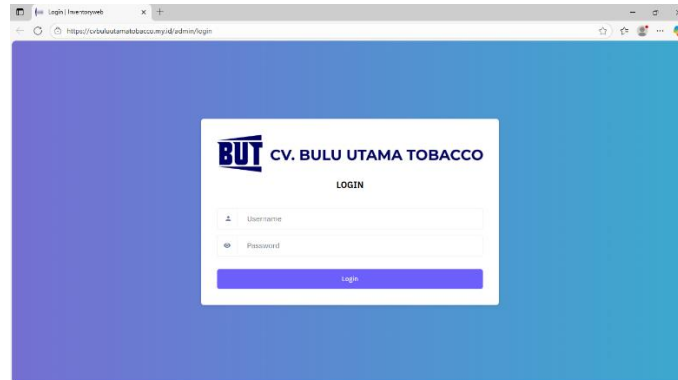 Login | Inventoryweb
https://cvbuluutamatobacco.my.id/admin/login
BUT CV. BULU UTAMA TOBACCO
LOGIN
Username
Password
Login